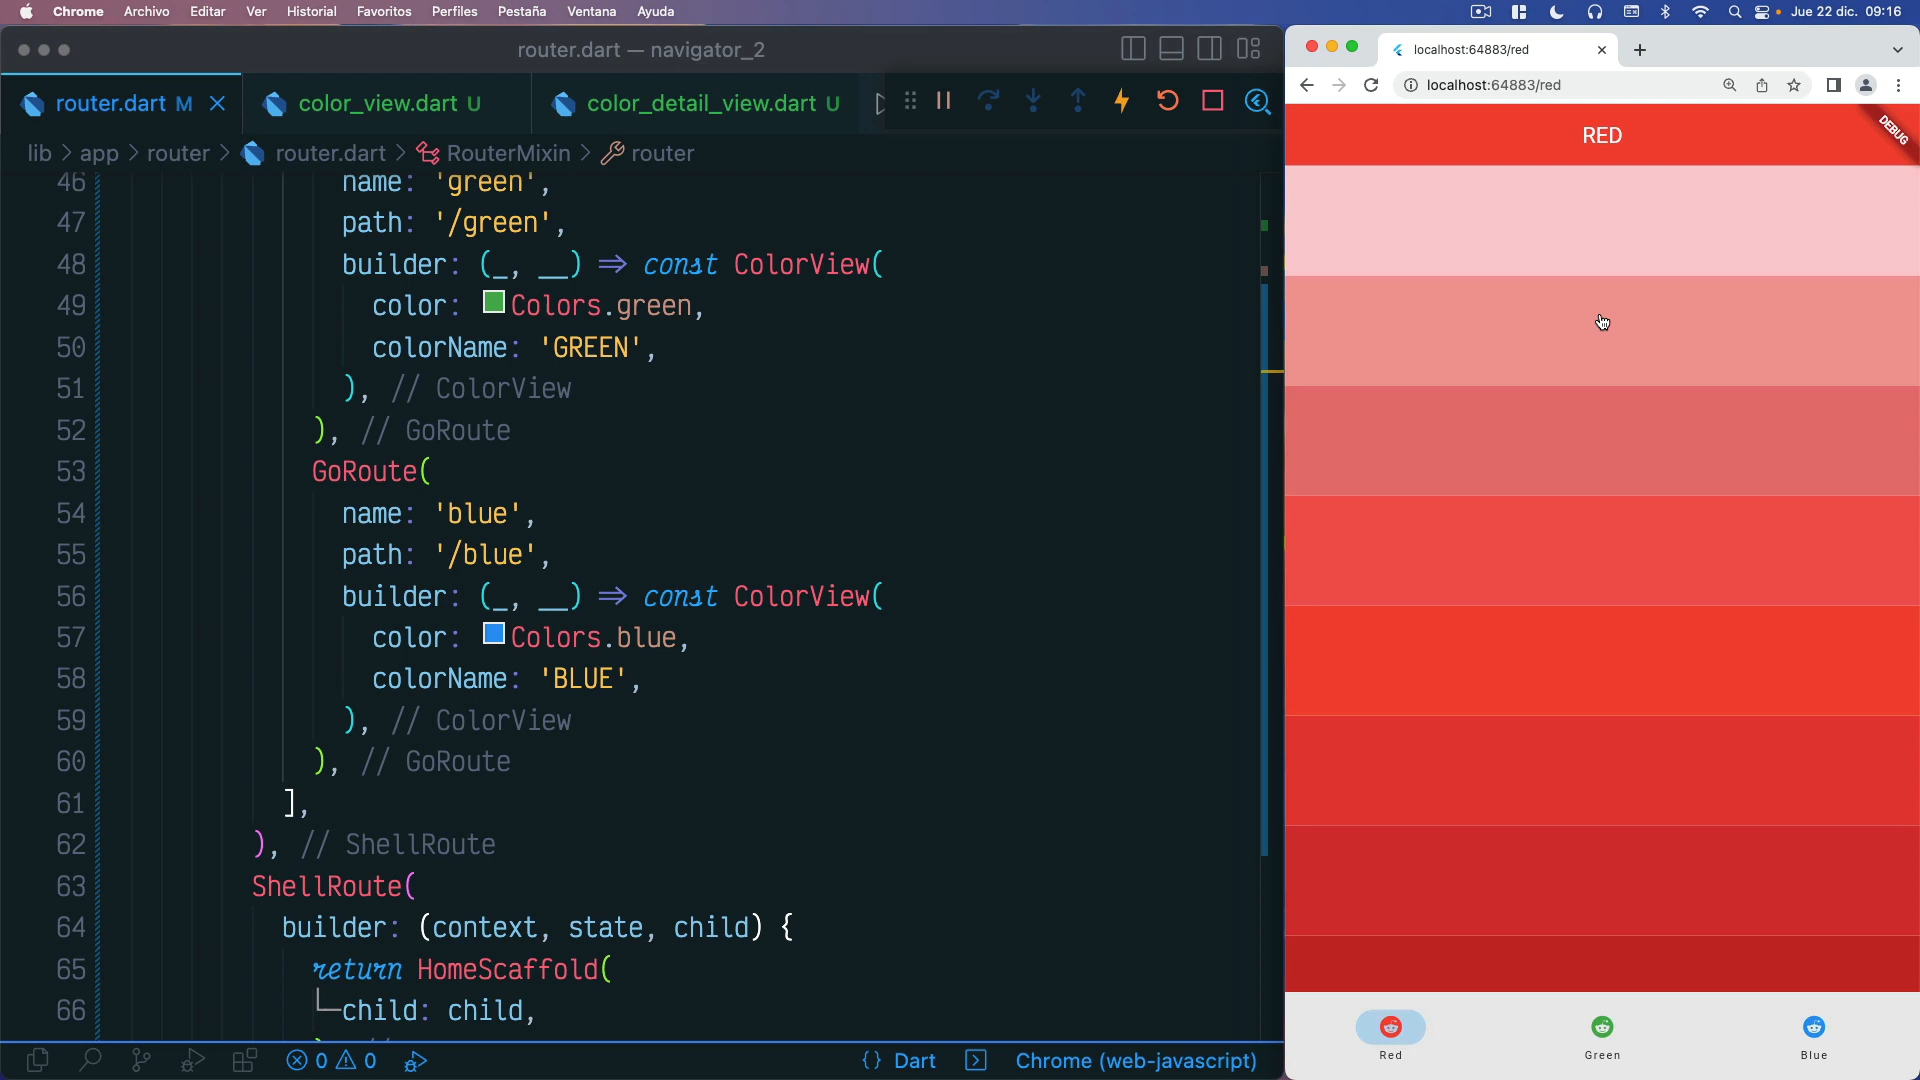 Chrome Archivo Editar Ver Historial Favoritos Perfiles Pestaña Ventana Ayuda
Jue 22 dic. 09:16
router.dart — navigator_2
router.dart M
color_view.dart U
color_detail_view.dart U
lib > app > router > router.dart > RouterMixin > router
46 name: 'green',
47 path: '/green',
48 builder: (_, __) => const ColorView(
49 color: Colors.green,
50 colorName: 'GREEN',
51 ), // ColorView
52 ), // GoRoute
53 GoRoute(
54 name: 'blue',
55 path: '/blue',
56 builder: (_, __) => const ColorView(
57 color: Colors.blue,
58 colorName: 'BLUE',
59 ), // ColorView
60 ), // GoRoute
61 ],
62 ), // ShellRoute
63 ShellRoute(
64 builder: (context, state, child) {
65 return HomeScaffold(
66 child: child,
0 0
{} Dart
Chrome (web-javascript)
localhost:64883/red
localhost:64883/red
RED
DEBUG
Red
Green
Blue